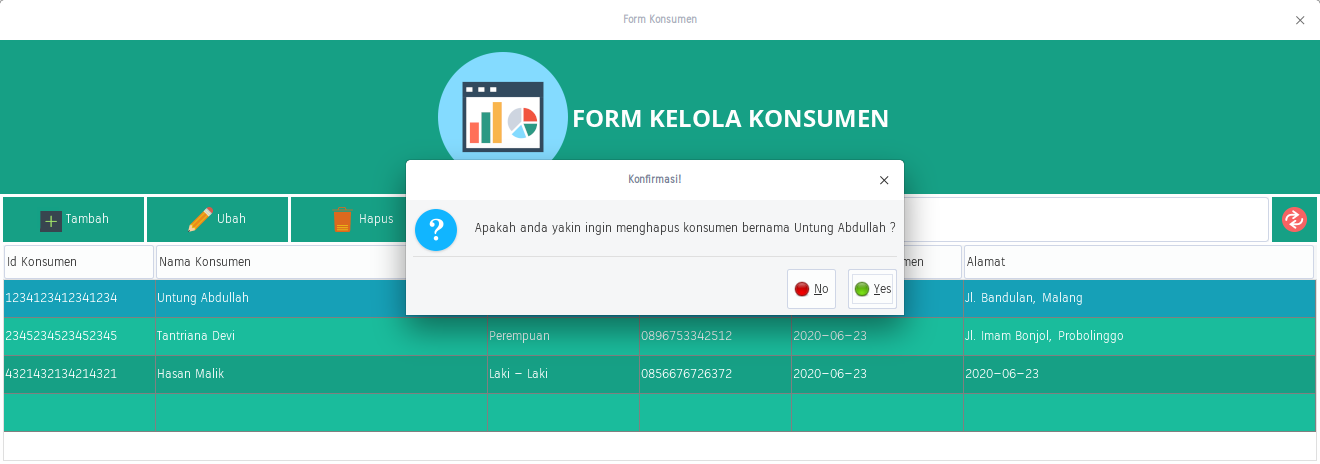 Form Konsumen
FORM KELOLA KONSUMEN
Konfirmasi!
Tambah
Ubah
Hapus
Apakah anda yakin ingin menghapus konsumen bernama Untung Abdullah ?
No
Yes
Id Konsumen Nama Konsumen Alamat
1234123412341234 Untung Abdullah Jl. Bandulan, Malang
2345234523452345 Tantriana Devi Perempuan 0896753342512 2020-06-23 Jl. Imam Bonjol, Probolinggo
4321432134214321 Hasan Malik Laki - Laki 0856676726372 2020-06-23 2020-06-23